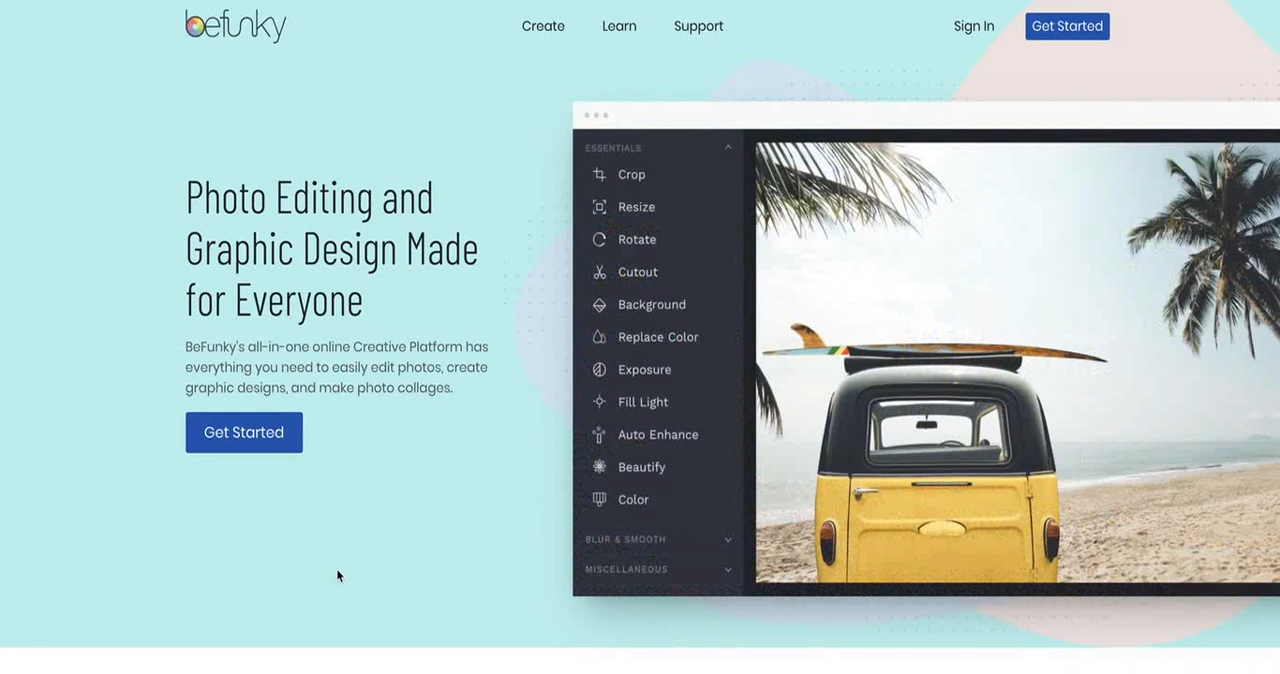 befunky
Create
Learn
Support
Sign In
Get Started
Photo Editing and
Graphic Design Made
for Everyone
BeFunky's all-in-one online Creative Platform has
everything you need to easily edit photos, create
graphic designs, and make photo collages.
Get Started
ESSENTIALS
Crop
Resize
Rotate
Cutout
Background
Replace Color
Exposure
Fill Light
Auto Enhance
Beautify
Color
BLUR & SMOOTH
MISCELLANEOUS